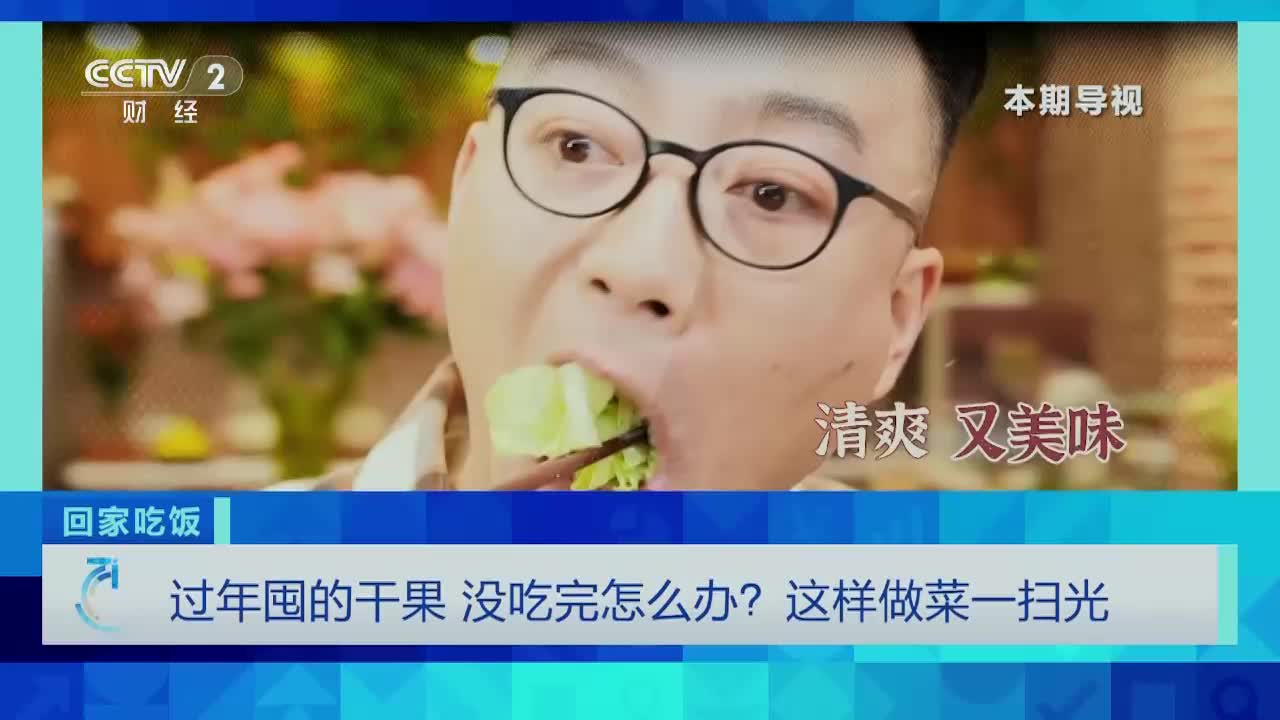 CCTV 2
财 经
本期导视
清爽 又美味
回家吃饭
过年囤的干果 没吃完怎么办？这样做菜一扫光